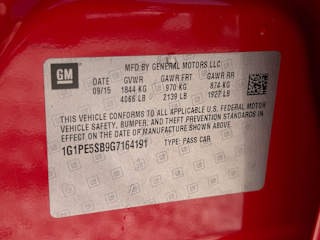 GM
MFD BY GENERAL MOTORS LLC
DATE GVWR GAWR FRT GAWR RR
09/15 1844 KG 970 KG 874 KG
4066 LB 2139 LB 1927 LB
THIS VEHICLE CONFORMS TO ALL APPLICABLE U.S. FEDERAL MOTOR
VEHICLE SAFETY, BUMPER, AND THEFT PREVENTION STANDARDS IN
EFFECT ON THE DATE OF MANUFACTURE SHOWN ABOVE.
1G1PE5SB9G7164191 TYPE: PASS CAR